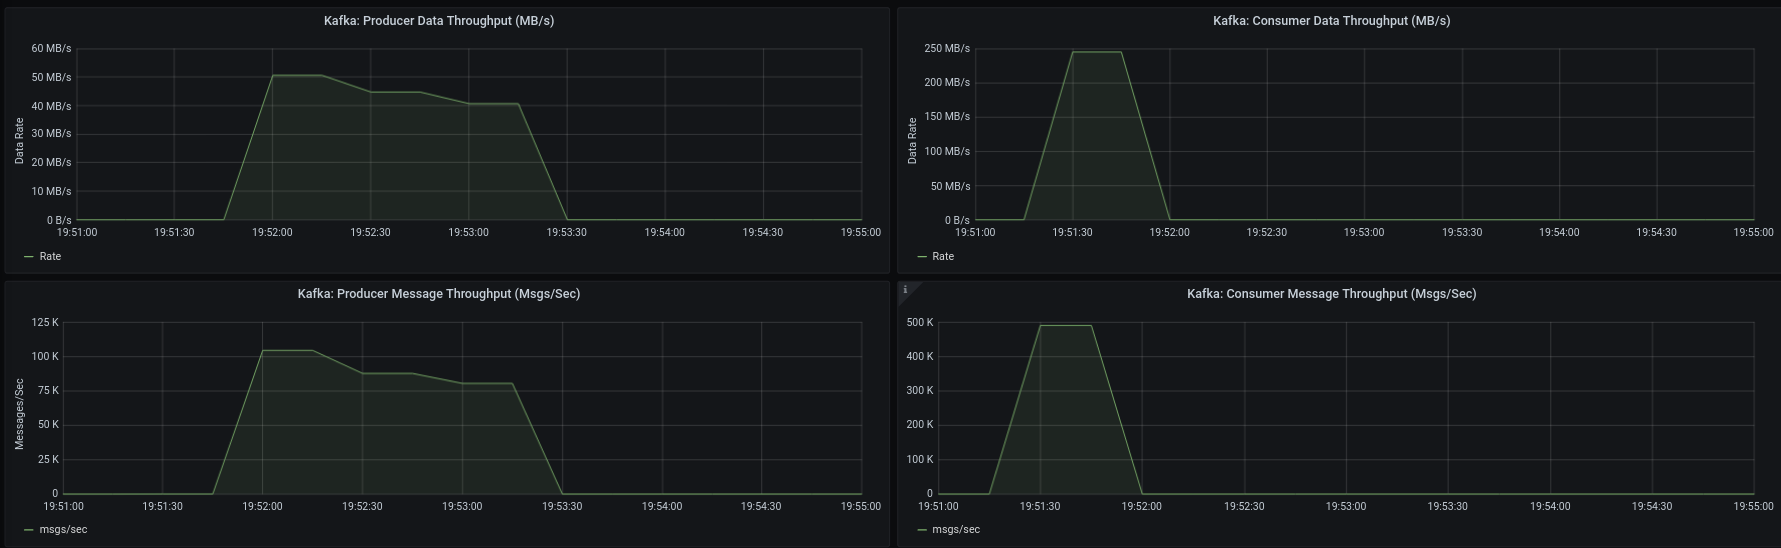 Kafka: Producer Data Throughput (MB/s)
60 MB/s
50 MB/s
40 MB/s
30 MB/s
20 MB/s
10 MB/s
0 B/s
Data Rate
19:51:00 19:51:30 19:52:00 19:52:30 19:53:00 19:53:30 19:54:00 19:54:30 19:55:00
Rate
Kafka: Consumer Data Throughput (MB/s)
250 MB/s
200 MB/s
150 MB/s
100 MB/s
50 MB/s
0 B/s
Data Rate
19:51:00 19:51:30 19:52:00 19:52:30 19:53:00 19:53:30 19:54:00 19:54:30 19:55:00
Rate
Kafka: Producer Message Throughput (Msgs/Sec)
125 K
100 K
75 K
50 K
25 K
0
Messages/Sec
19:51:00 19:51:30 19:52:00 19:52:30 19:53:00 19:53:30 19:54:00 19:54:30 19:55:00
msgs/sec
i
Kafka: Consumer Message Throughput (Msgs/Sec)
500 K
400 K
300 K
200 K
100 K
0
19:51:00 19:51:30 19:52:00 19:52:30 19:53:00 19:53:30 19:54:00 19:54:30 19:55:00
msgs/sec